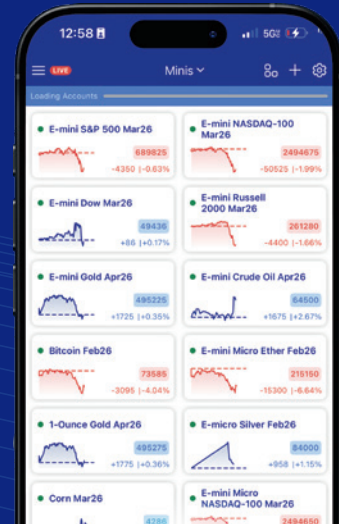 12:58
5G
LIVE
Minis
Loading Accounts
E-mini S&P 500 Mar26
689825
-4350 |-0.63%
E-mini NASDAQ-100
Mar26
2494675
-50525 |-1.99%
E-mini Dow Mar26
49436
+86 |+0.17%
E-mini Russell
2000 Mar26
261280
-4400 |-1.66%
E-mini Gold Apr26
495225
+1725 |+0.35%
E-mini Crude Oil Apr26
64500
+1675 |+2.67%
Bitcoin Feb26
73585
-3095 |-4.04%
E-mini Micro Ether Feb26
215150
-15300 |-6.64%
1-Ounce Gold Apr26
495275
+1775 |+0.36%
E-micro Silver Feb26
84000
+958 |+1.15%
Corn Mar26
4286
E-mini Micro
NASDAQ-100 Mar26
2494650